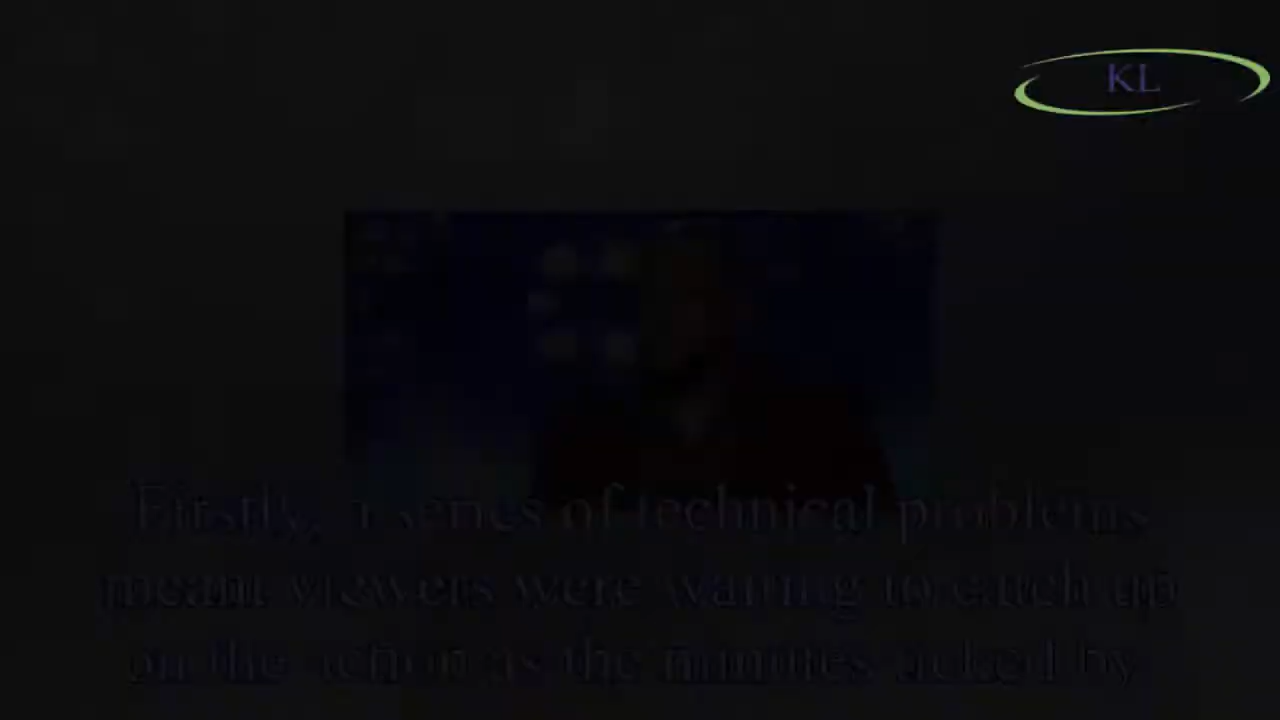 KL
Firstly, a series of technical problems
meant viewers were waiting to catch up
on the action as the minutes ticked by